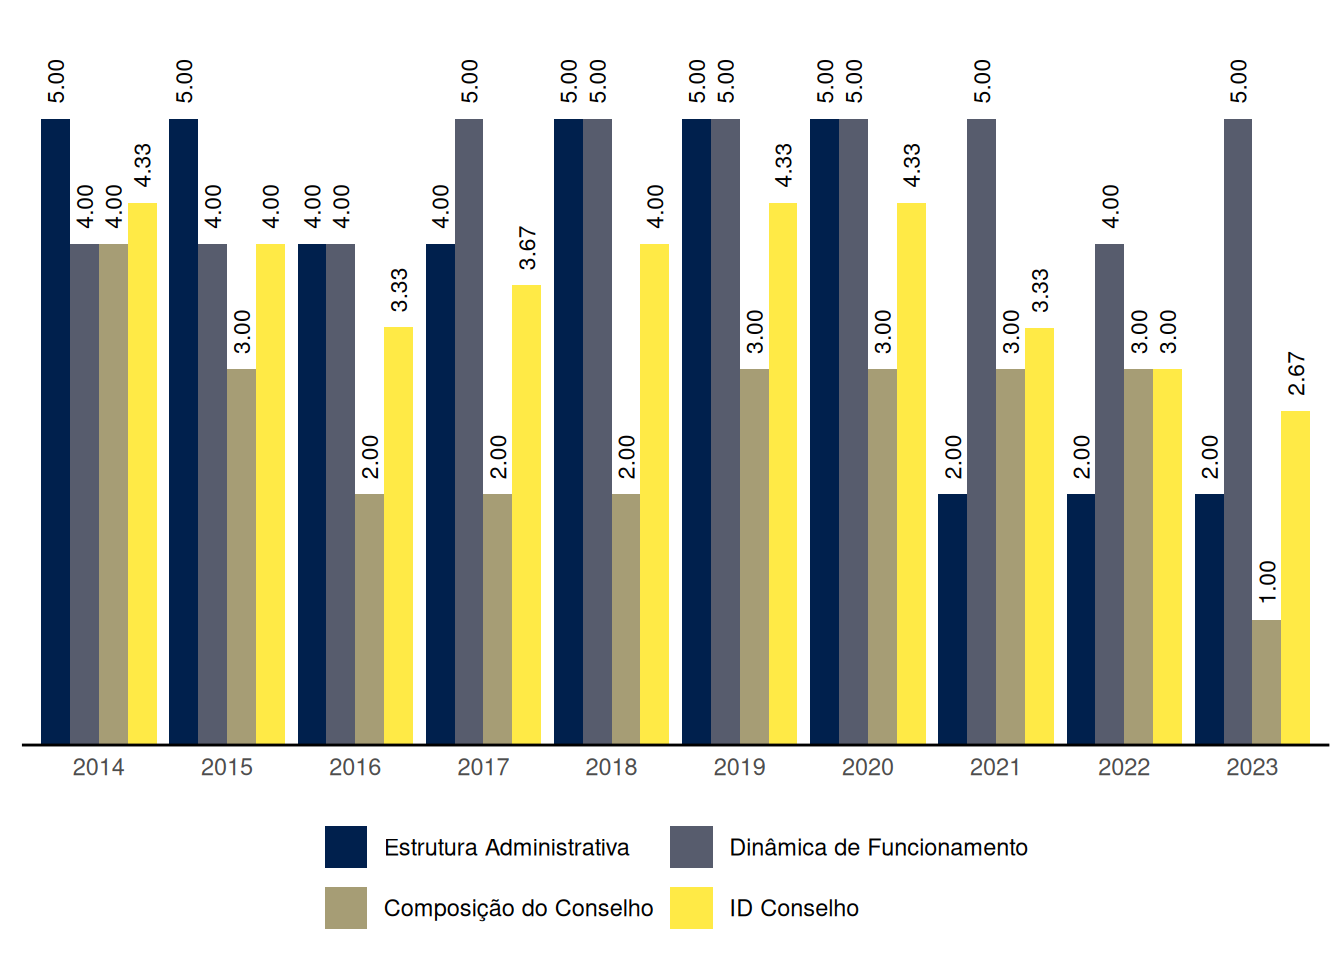 5.00 4.00 4.00 4.33
5.00 4.00 3.00 4.00
4.00 4.00 2.00 3.33
4.00 5.00 2.00 3.67
5.00 5.00 2.00 4.00
5.00 5.00 3.00 4.33
5.00 5.00 3.00 4.33
2.00 5.00 3.00 3.33
2.00 4.00 3.00 3.00
2.00 5.00 1.00 2.67
2014 2015 2016 2017 2018 2019 2020 2021 2022 2023
Estrutura Administrativa Dinâmica de Funcionamento
Composição do Conselho ID Conselho